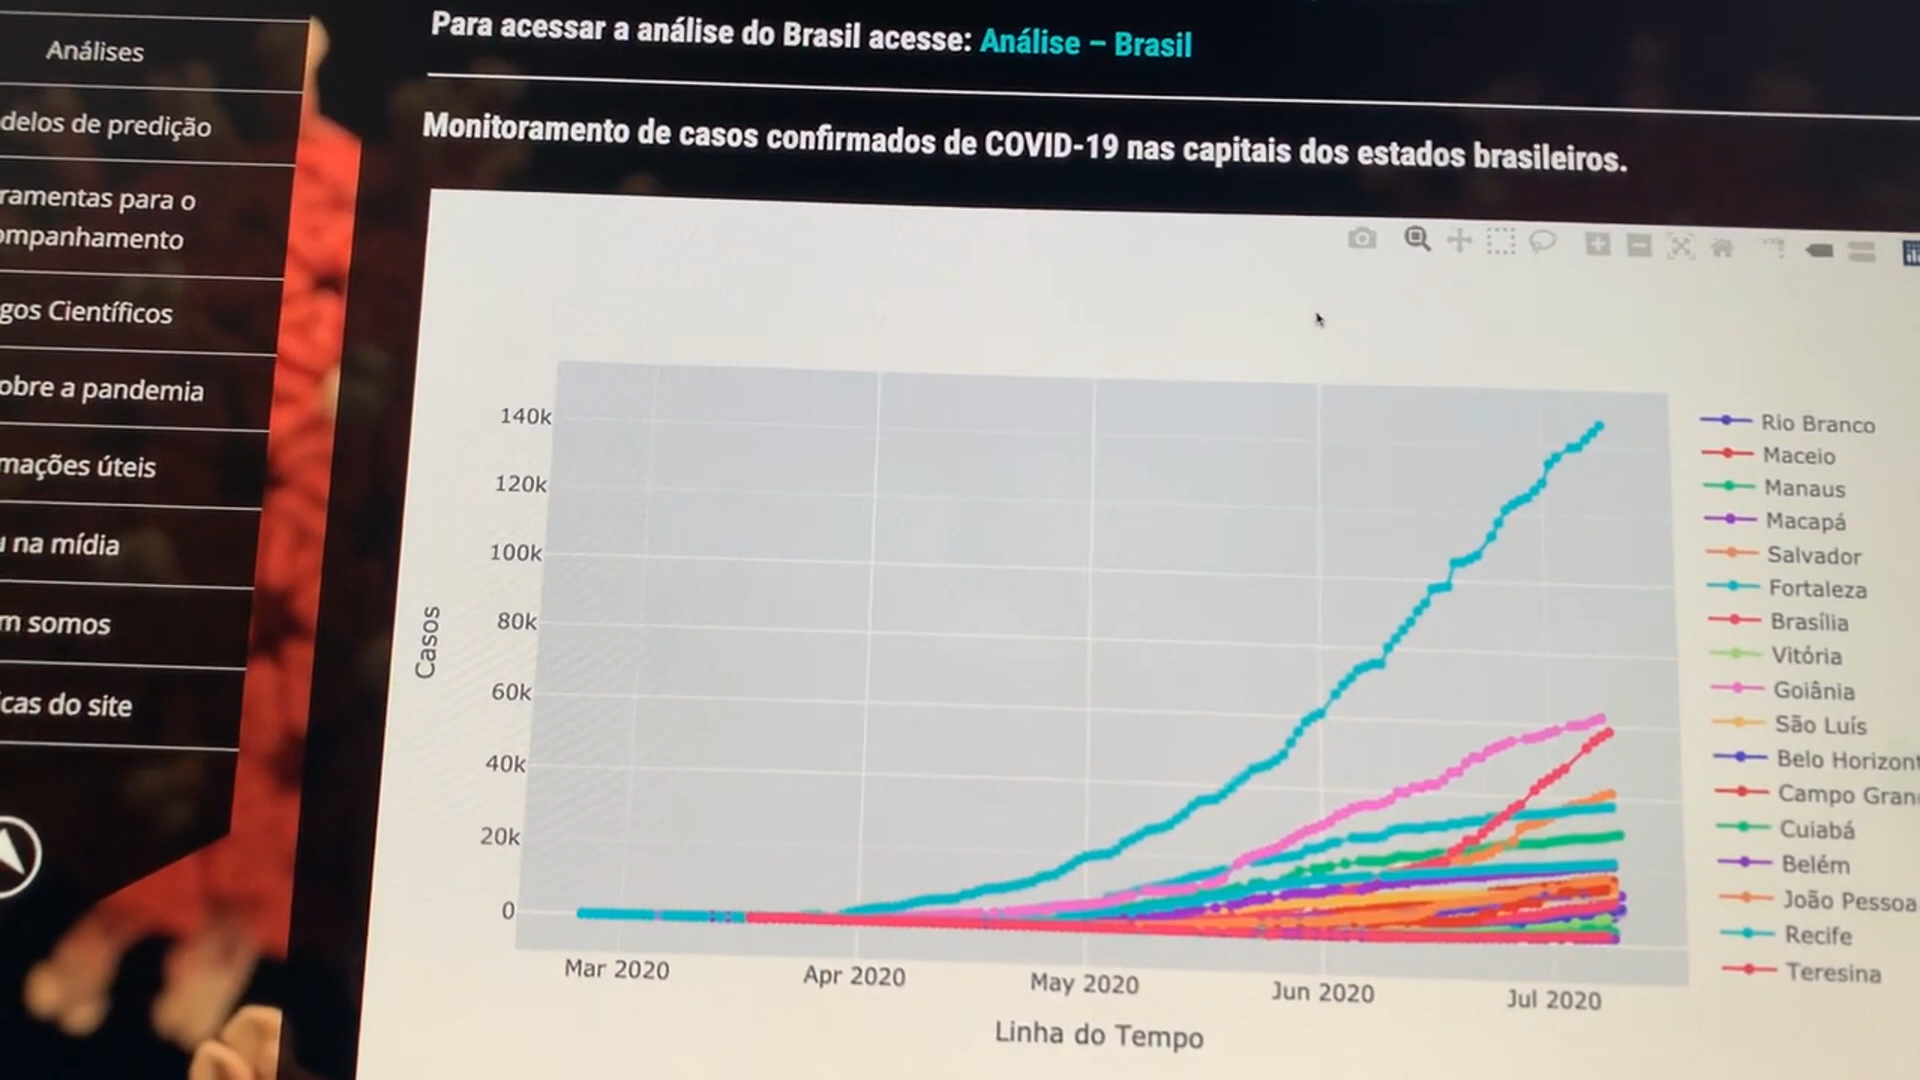 Análises
delos de predição
ramentas para o
ompanhamento
gos Científicos
obre a pandemia
mações úteis
na mídia
m somos
cas do site
Para acessar a análise do Brasil acesse: Análise – Brasil
Monitoramento de casos confirmados de COVID-19 nas capitais dos estados brasileiros.
140k
120k
100k
80k
60k
40k
20k
0
Casos
Mar 2020
Apr 2020
May 2020
Jun 2020
Jul 2020
Linha do Tempo
Rio Branco
Maceio
Manaus
Macapá
Salvador
Fortaleza
Brasília
Vitória
Goiânia
São Luís
Belo Horizont
Campo Gran
Cuiabá
Belém
João Pessoa
Recife
Teresina